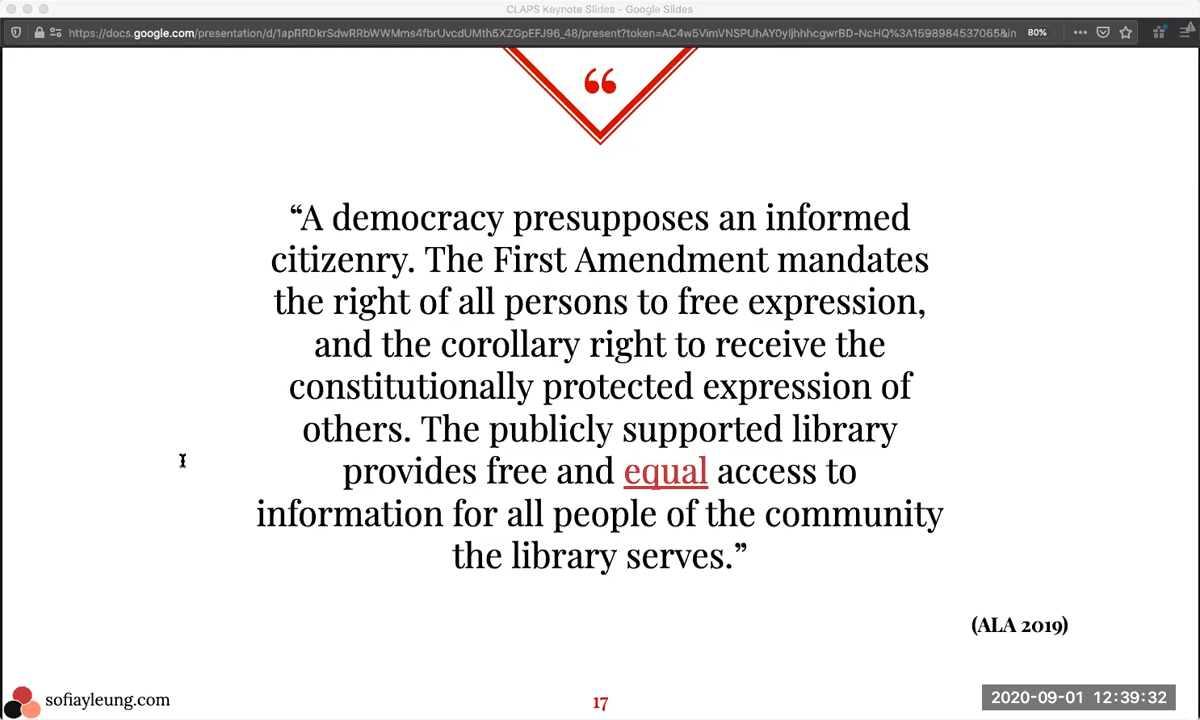 CLAPS Keynote Slides - Google Slides
https://docs.google.com/presentation/d/1apRRDkrSdwRRbWWMms4fbrUvcdUMth5XZGpEFJ96_48/present?token=AC4w5VimVNSPUhAY0yljhhhcgwrBD-NcHQ%3A1598984537065&in
80%
“
“A democracy presupposes an informed
citizenry. The First Amendment mandates
the right of all persons to free expression,
and the corollary right to receive the
constitutionally protected expression of
others. The publicly supported library
provides free and equal access to
information for all people of the community
the library serves.”
(ALA 2019)
sofiayleung.com
17
2020-09-01 12:39:32